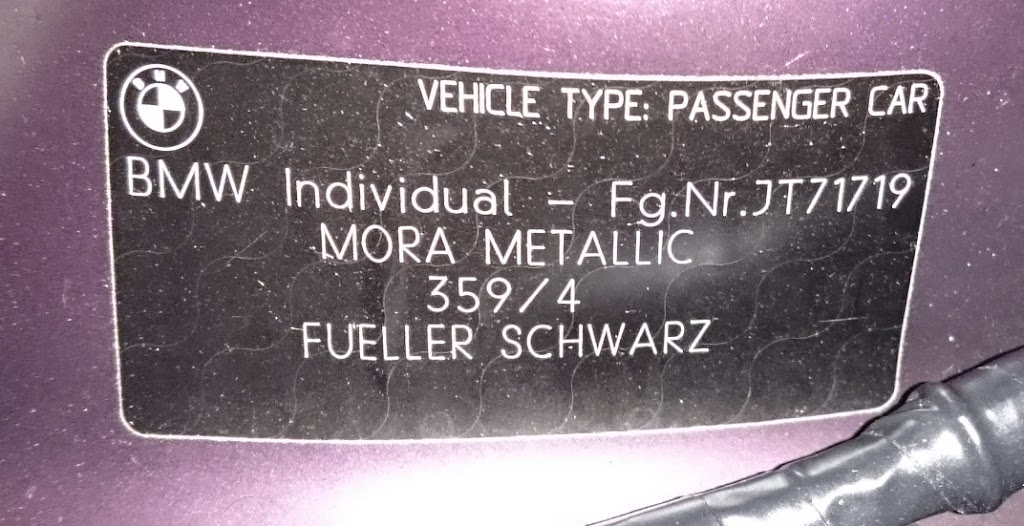 VEHICLE TYPE: PASSENGER CAR
BMW Individual - Fg.Nr.JT71719
MORA METALLIC
359/4
FUELLER SCHWARZ